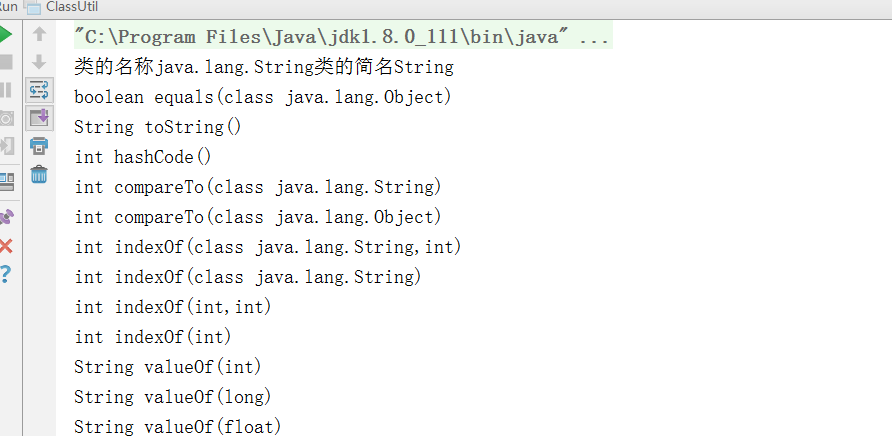 Run ClassUtil
"C:\Program Files\Java\jdk1.8.0_111\bin\java" ...
类的名称java.lang.String类的简名String
boolean equals(class java.lang.Object)
String toString()
int hashCode()
int compareTo(class java.lang.String)
int compareTo(class java.lang.Object)
int indexOf(class java.lang.String,int)
int indexOf(class java.lang.String)
int indexOf(int,int)
int indexOf(int)
String valueOf(int)
String valueOf(long)
String valueOf(float)